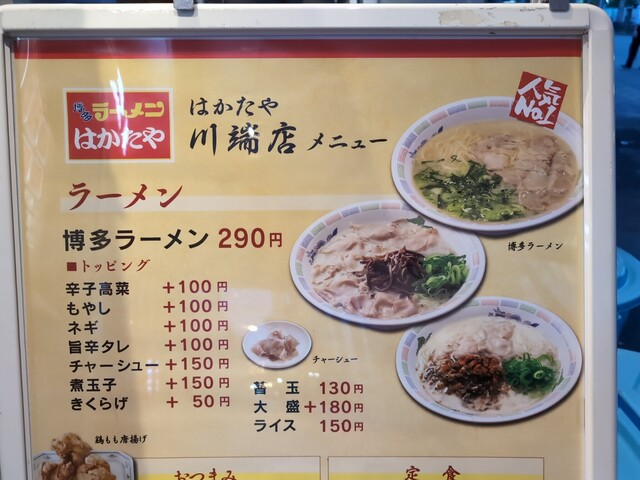 博多
ラーメン
はかたや
はかたや
川端店 メニュー
人気
No.1
ラーメン
博多ラーメン 290円
博多ラーメン
■トッピング
辛子高菜 +100円
もやし +100円
ネギ +100円
旨辛タレ +100円
チャーシュー +150円
煮玉子 +150円
きくらげ + 50円
チャーシュー
替玉 130円
大盛 +180円
ライス 150円
鶏もも唐揚げ
おつまみ
定食